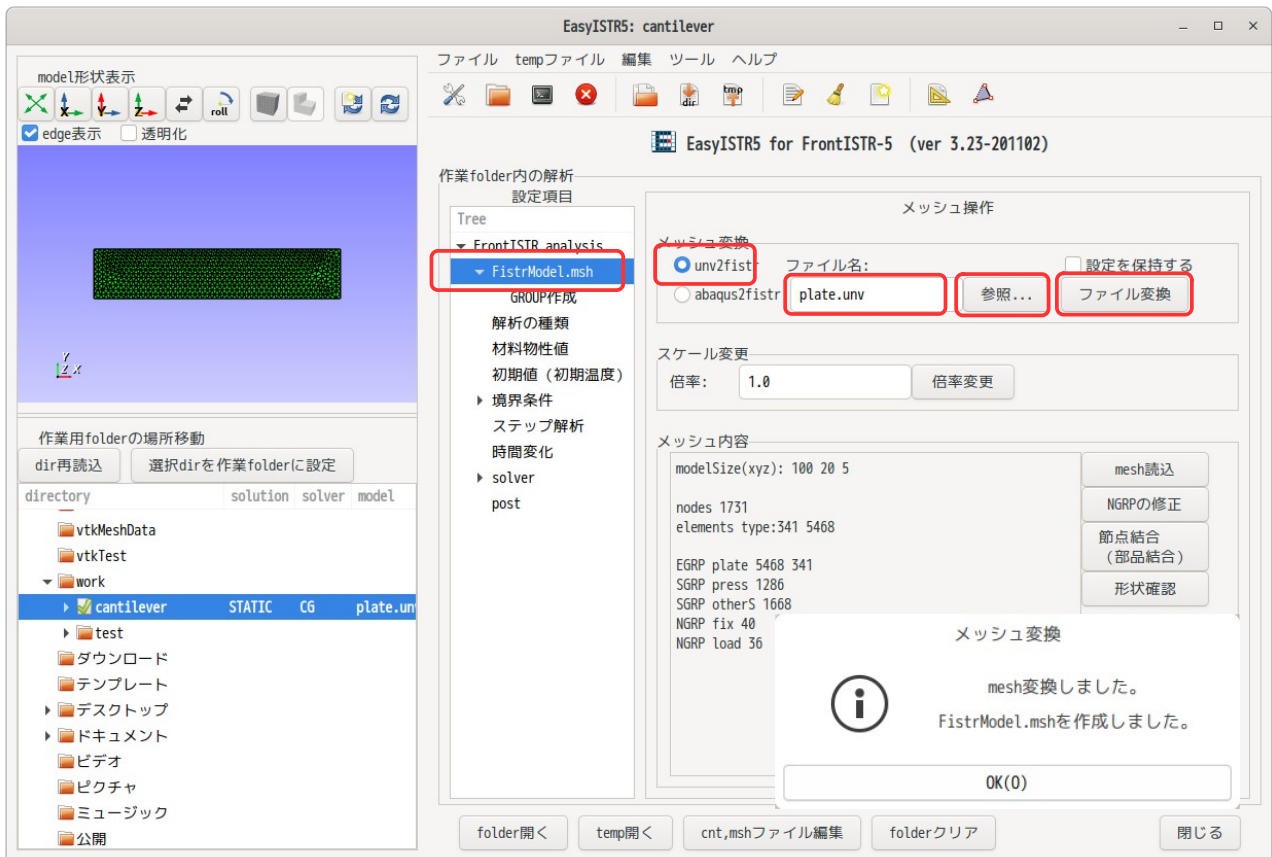 EasyISTR5: cantilever
model形状表示
roll
edge表示 透明化
Y
Z X
作業用folderの場所移動
dir再読込 選択dirを作業folderに設定
directory solution solver model
vtkMeshData
vtkTest
work
cantilever STATIC CG plate.un
test
ダウンロード
テンプレート
デスクトップ
ドキュメント
ビデオ
ピクチャ
ミュージック
公開
ファイル tempファイル 編集 ツール ヘルプ
dir tmp
EasyISTR5 for FrontISTR-5 (ver 3.23-201102)
作業folder内の解析
設定項目
Tree
FrontISTR analysis
FistrModel.msh
GROUP作成
解析の種類
材料物性値
初期値（初期温度）
境界条件
ステップ解析
時間変化
solver
post
メッシュ操作
メッシュ変換
unv2fistr ファイル名: 設定を保持する
abaqus2fistr plate.unv 参照... ファイル変換
スケール変更
倍率: 1.0 倍率変更
メッシュ内容
modelSize(xyz): 100 20 5
nodes 1731
elements type:341 5468
EGRP plate 5468 341
SGRP press 1286
SGRP otherS 1668
NGRP fix 40
NGRP load 36
mesh読込
NGRPの修正
節点結合
（部品結合）
形状確認
メッシュ変換
mesh変換しました。
FistrModel.mshを作成しました。
OK(O)
folder開く temp開く cnt,mshファイル編集 folderクリア 閉じる